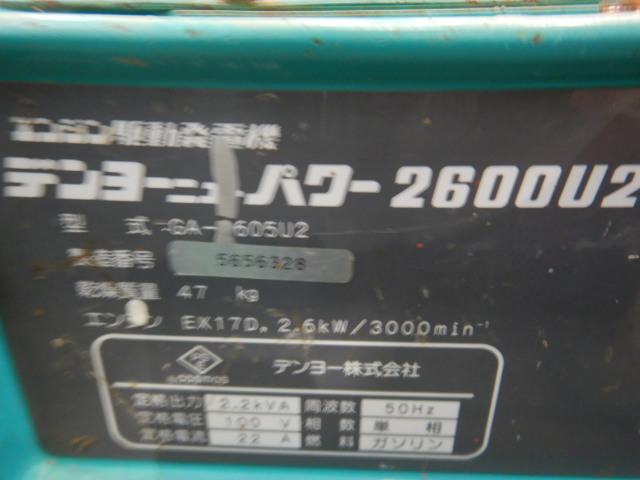 エンジン駆動発電機
デンヨーニューパワー2600U2
型 式 GA-2605U2
製造番号 5656328
乾燥質量 47 kg
エンジン EX17D, 2.6kW/3000min⁻¹
デンヨー株式会社
定格出力 2.2kVA 周波数 50Hz
定格電圧 100 V 相数 単相
定格電流 22 A 燃料 ガソリン